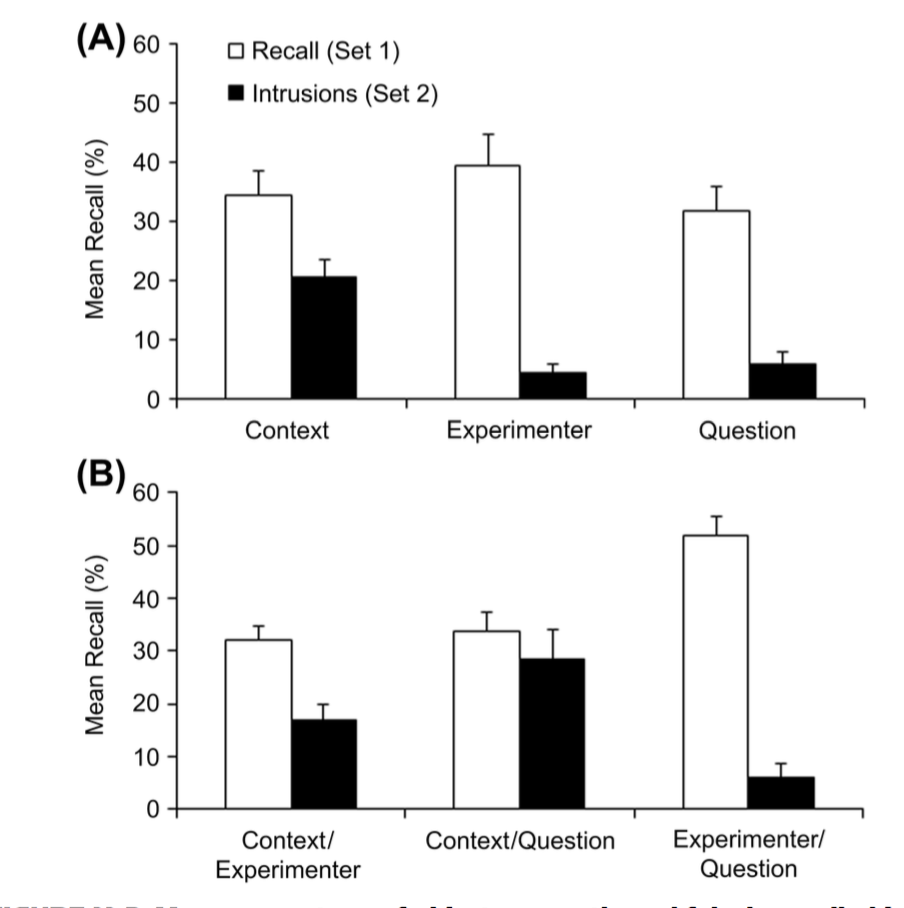 (A)
60
Recall (Set 1)
Intrusions (Set 2)
50
40
30
20
10
0
Mean Recall (%)
Context
Experimenter
Question
(B)
60
50
40
30
20
10
0
Mean Recall (%)
Context/
Experimenter
Context/Question
Experimenter/
Question